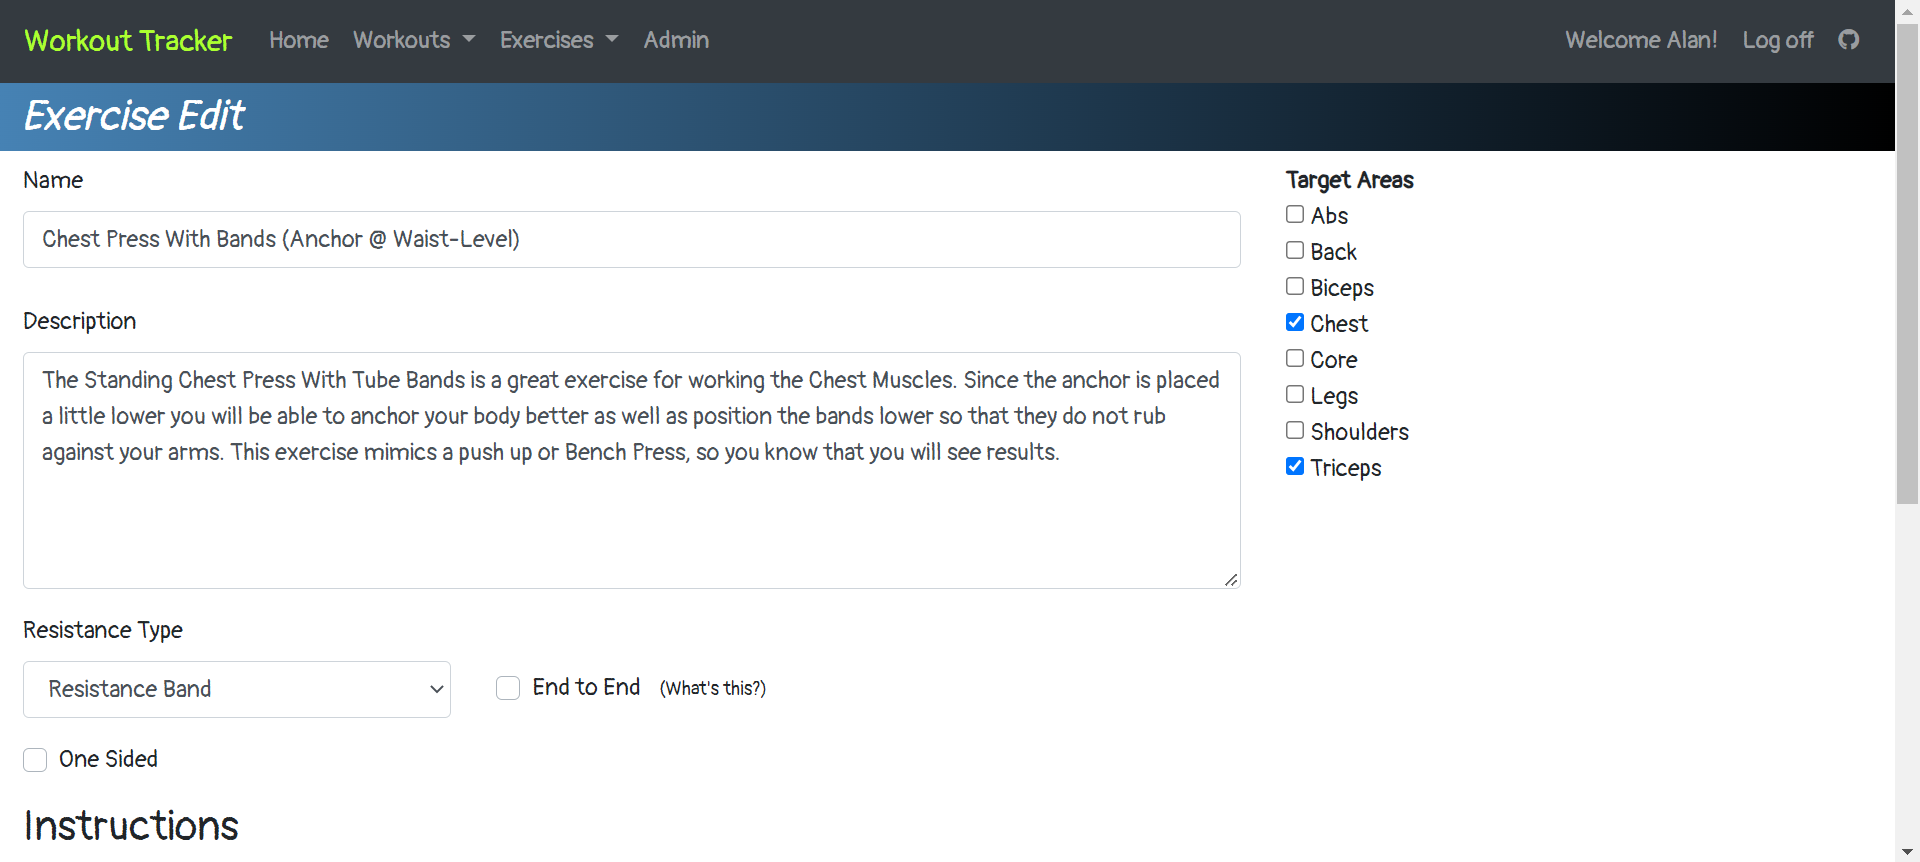 Workout Tracker Home Workouts Exercises Admin Welcome Alan! Log off
Exercise Edit
Name
Chest Press With Bands (Anchor @ Waist-Level)
Description
The Standing Chest Press With Tube Bands is a great exercise for working the Chest Muscles. Since the anchor is placed
a little lower you will be able to anchor your body better as well as position the bands lower so that they do not rub
against your arms. This exercise mimics a push up or Bench Press, so you know that you will see results.
Resistance Type
Resistance Band
End to End (What's this?)
One Sided
Instructions
Target Areas
Abs
Back
Biceps
Chest
Core
Legs
Shoulders
Triceps